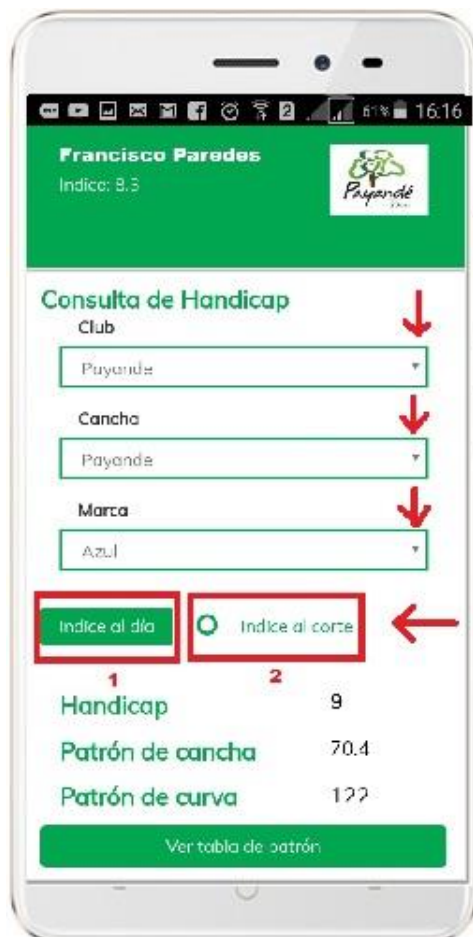 2 61% 16:16
Francisco Paredes
Indice: 8.3
Payandé
Consulta de Handicap
Club
Payande
Cancha
Payande
Marca
Azul
Indice al día Indice al corte
1 2
Handicap 9
Patrón de cancha 70.4
Patrón de curva 122
Ver tabla de patrón